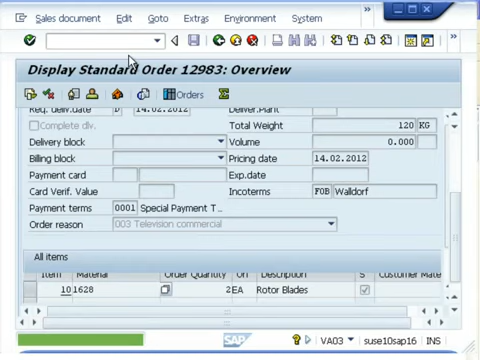 Sales document Edit Goto Extras Environment System
Display Standard Order 12983: Overview
Orders
Req. deliv.date D 14.02.2012 Deliver.Plant
Complete dlv. Total Weight 120 KG
Delivery block Volume 0.000
Billing block Pricing date 14.02.2012
Payment card Exp.date
Card Verif. Value Incoterms FOB Walldorf
Payment terms 0001 Special Payment T...
Order reason 003 Television commercial
All items
Item Material Order Quantity Un Description S Customer Mate
10 1628 2 EA Rotor Blades
SAP VA03 suse10sap16 INS